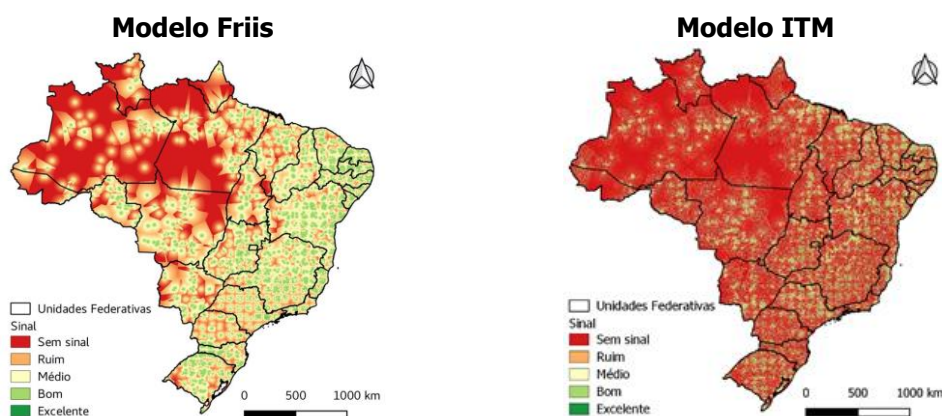 Modelo Friis
Unidades Federativas
Sinal
Sem sinal
Ruim
Médio
Bom
Excelente
0 500 1000 km
Modelo ITM
Unidades Federativas
Sinal
Sem sinal
Ruim
Médio
Bom
Excelente
0 500 1000 km